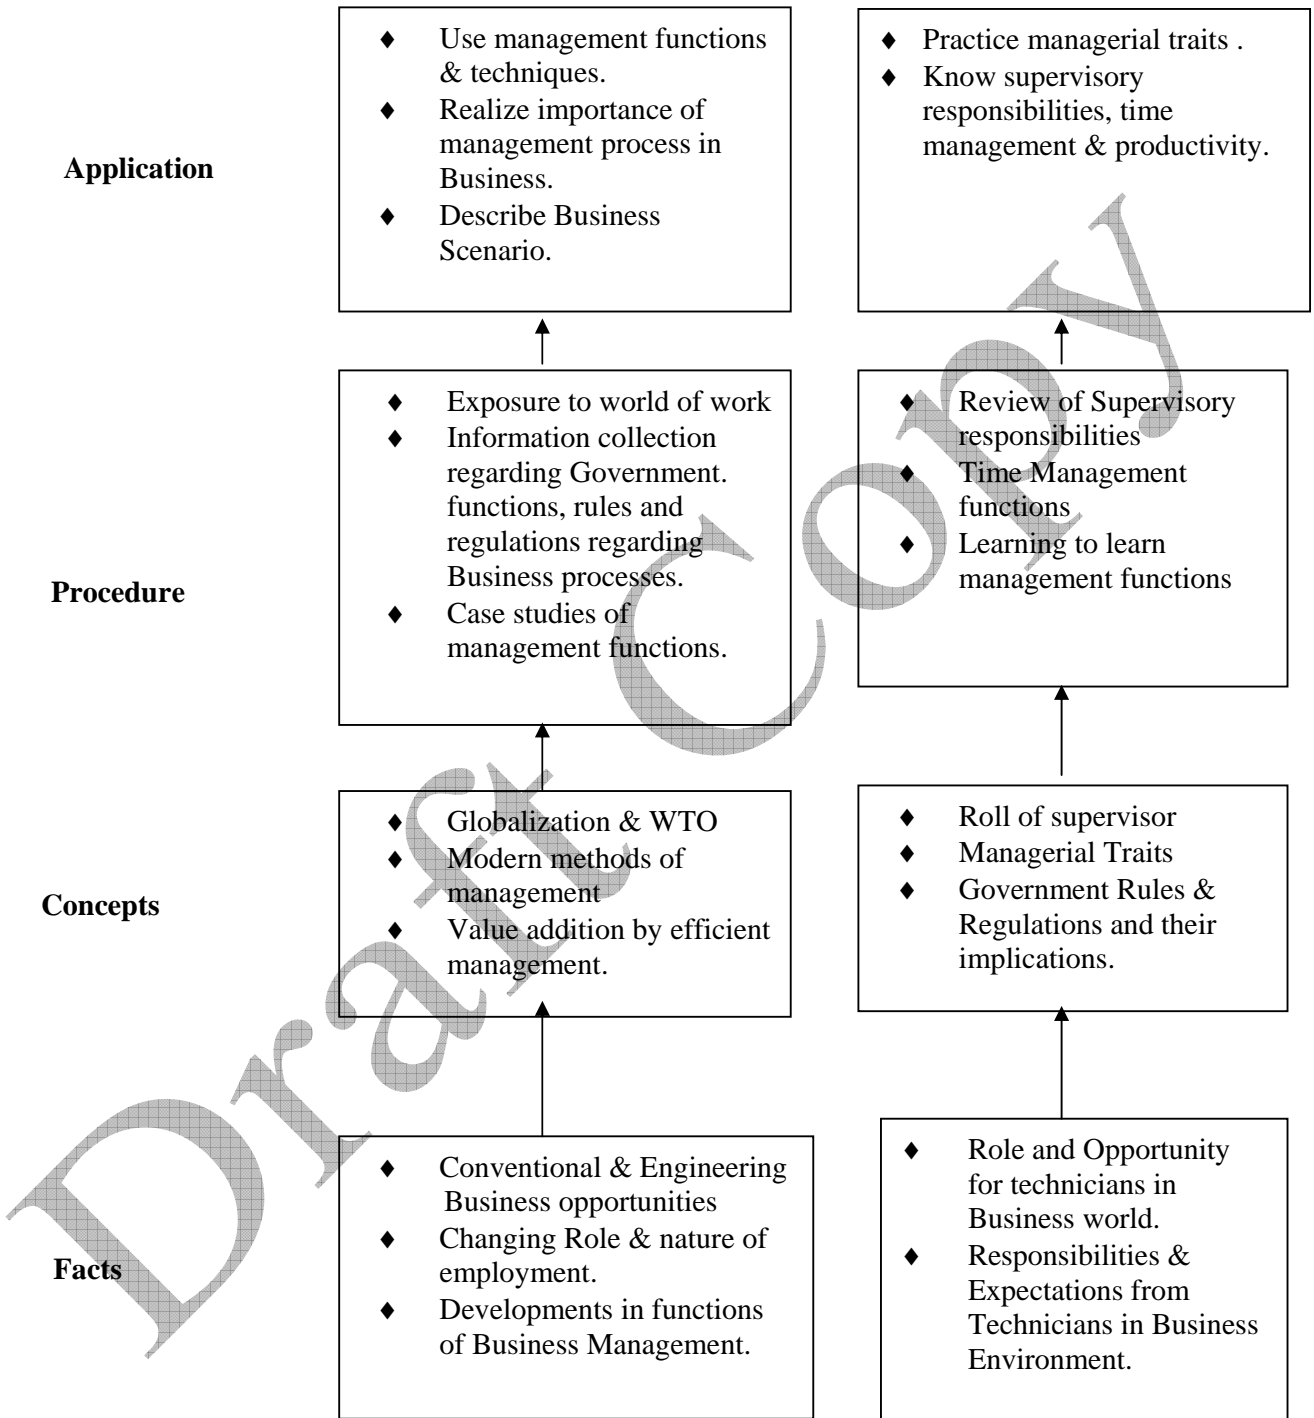 Application
♦ Use management functions
& techniques.
♦ Realize importance of
management process in
Business.
♦ Describe Business
Scenario.
♦ Practice managerial traits .
♦ Know supervisory
responsibilities, time
management & productivity.
Procedure
♦ Exposure to world of work
♦ Information collection
regarding Government.
functions, rules and
regulations regarding
Business processes.
♦ Case studies of
management functions.
♦ Review of Supervisory
responsibilities
♦ Time Management
functions
♦ Learning to learn
management functions
Concepts
♦ Globalization & WTO
♦ Modern methods of
management
♦ Value addition by efficient
management.
♦ Roll of supervisor
♦ Managerial Traits
♦ Government Rules &
Regulations and their
implications.
Facts
♦ Conventional & Engineering
Business opportunities
♦ Changing Role & nature of
employment.
♦ Developments in functions
of Business Management.
♦ Role and Opportunity
for technicians in
Business world.
♦ Responsibilities &
Expectations from
Technicians in Business
Environment.
Draft Copy